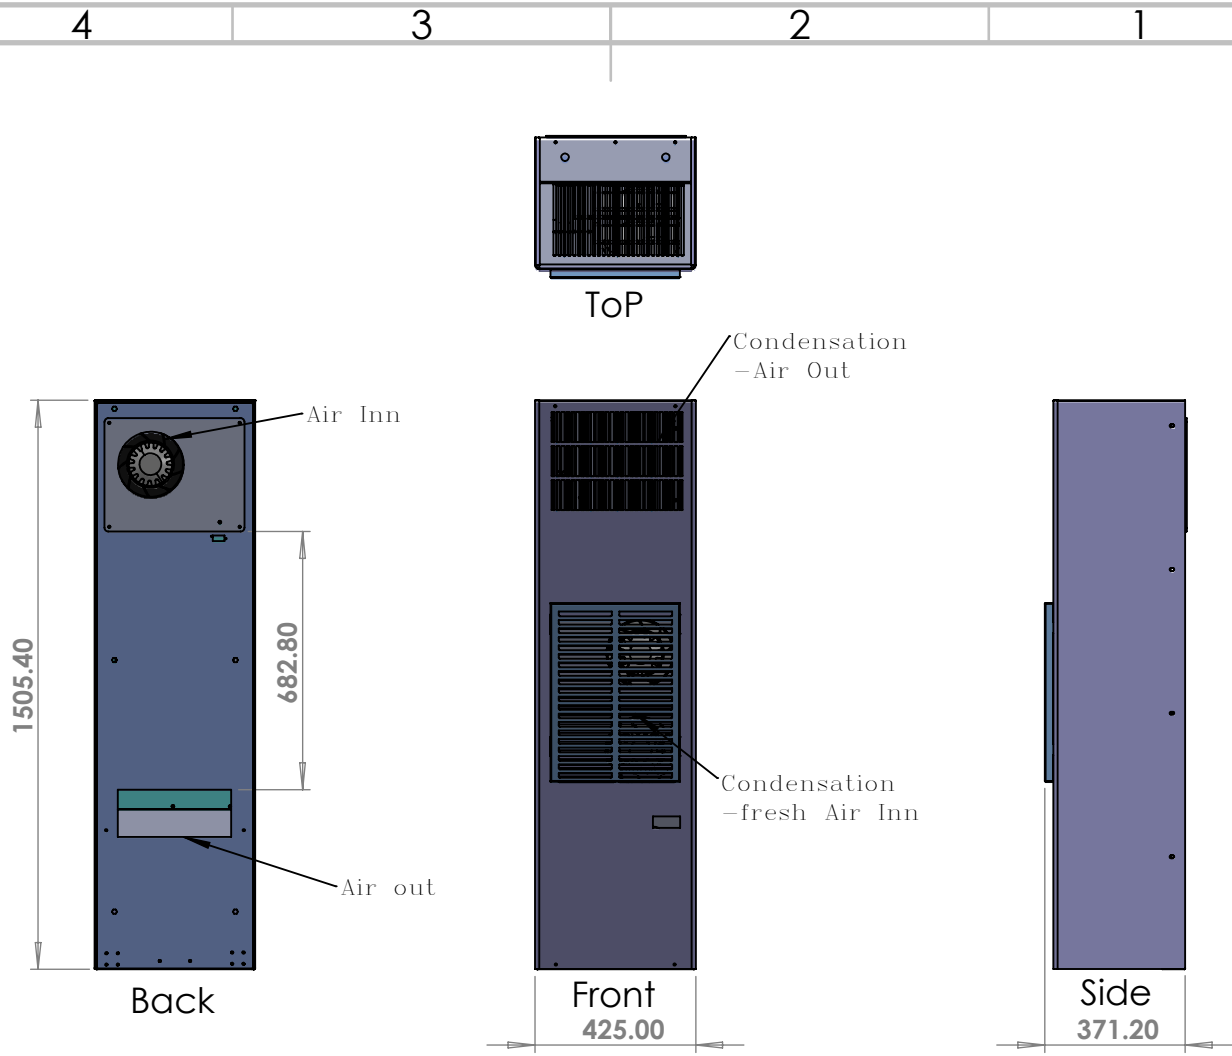 4
3
2
1
ToP
Condensation
-Air Out
Air Inn
1505.40
682.80
Condensation
-fresh Air Inn
Air out
Back
Front
Side
425.00
371.20